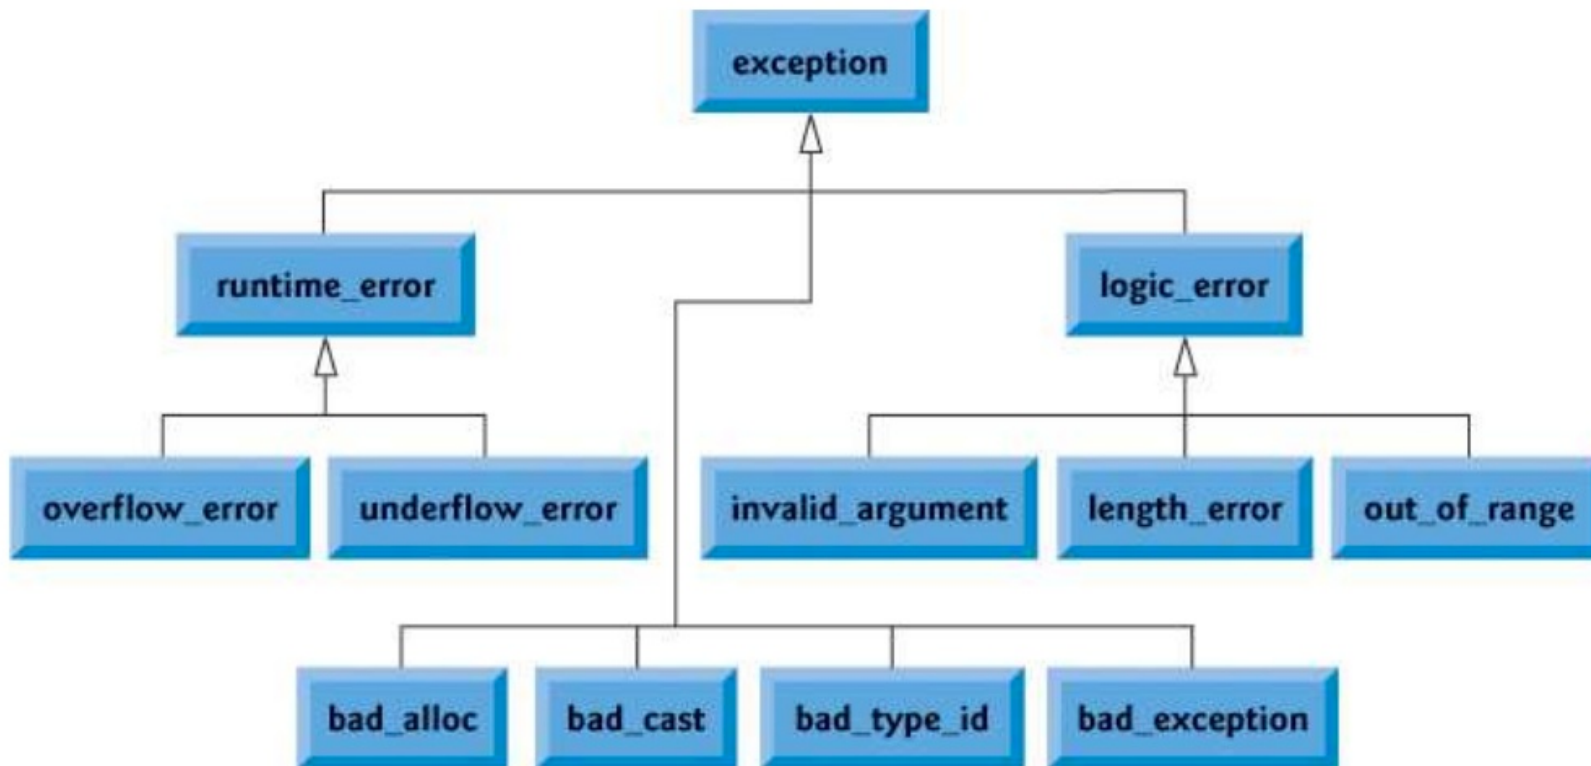 exception
runtime_error
logic_error
overflow_error
underflow_error
invalid_argument
length_error
out_of_range
bad_alloc
bad_cast
bad_type_id
bad_exception